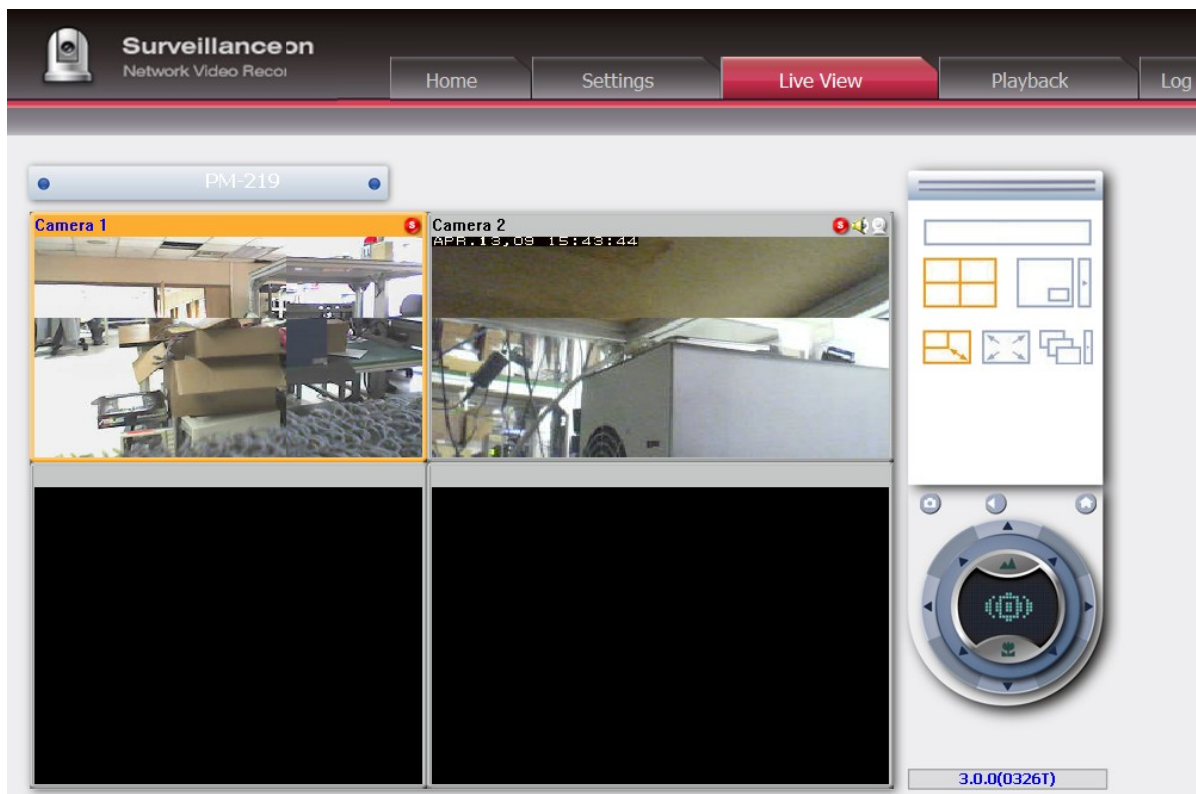 Surveillanceon
Network Video Recor
Home
Settings
Live View
Playback
Log
PM-219
Camera 1
S
Camera 2
S
APR.13,09 15:43:44
3.0.0(0326T)